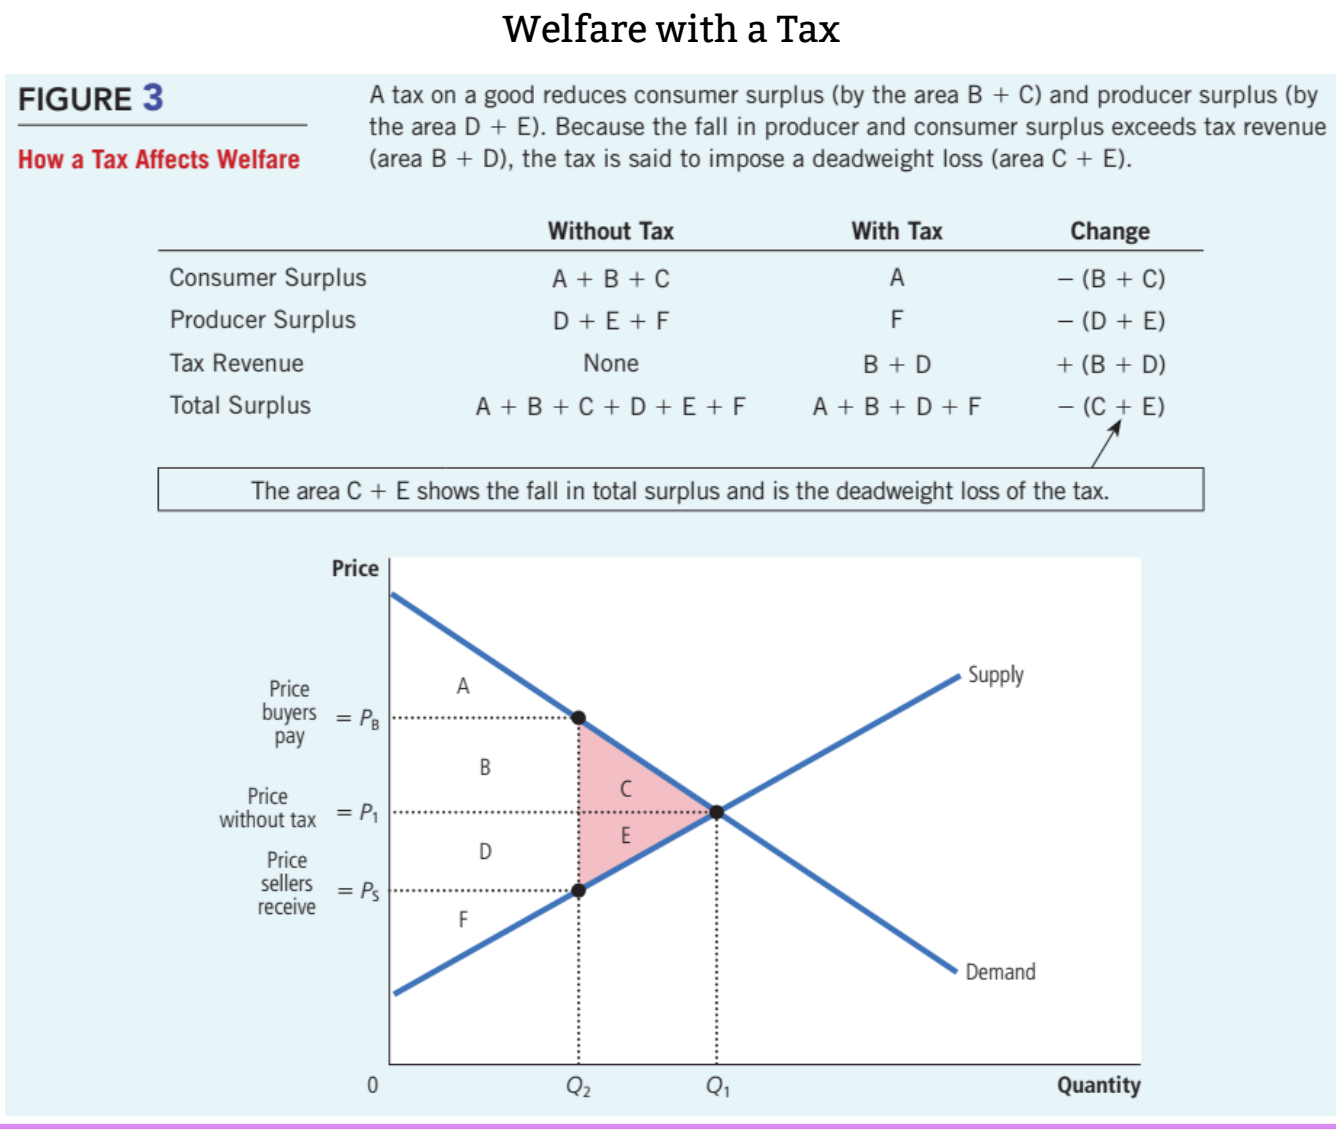 Welfare with a Tax
FIGURE 3
How a Tax Affects Welfare
A tax on a good reduces consumer surplus (by the area B + C) and producer surplus (by
the area D + E). Because the fall in producer and consumer surplus exceeds tax revenue
(area B + D), the tax is said to impose a deadweight loss (area C + E).
Without Tax With Tax Change
Consumer Surplus A + B + C A − (B + C)
Producer Surplus D + E + F F − (D + E)
Tax Revenue None B + D + (B + D)
Total Surplus A + B + C + D + E + F A + B + D + F − (C + E)
The area C + E shows the fall in total surplus and is the deadweight loss of the tax.
Price
Supply
A
Price
buyers = PB
pay
B
C
Price
without tax = P1
E
D
Price
sellers = PS
receive
F
Demand
0 Q2 Q1 Quantity